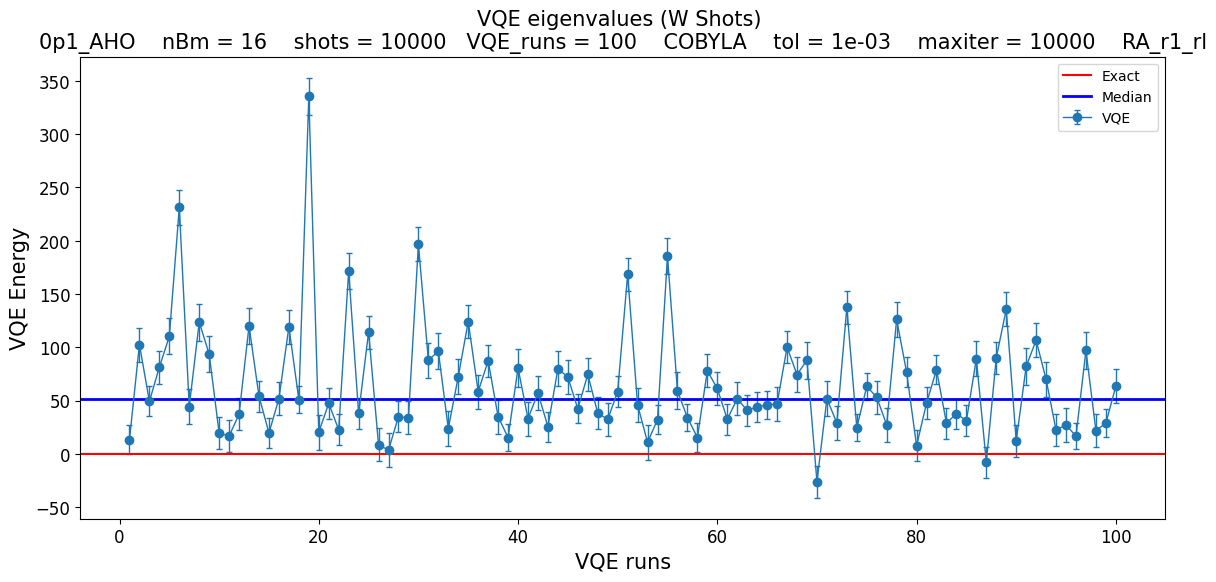 VQE eigenvalues (W Shots)
0p1_AHO nBm = 16 shots = 10000 VQE_runs = 100 COBYLA tol = 1e-03 maxiter = 10000 RA_r1_rl
Exact
Median
VQE
350
300
250
200
150
100
50
0
−50
VQE Energy
0 20 40 60 80 100
VQE runs